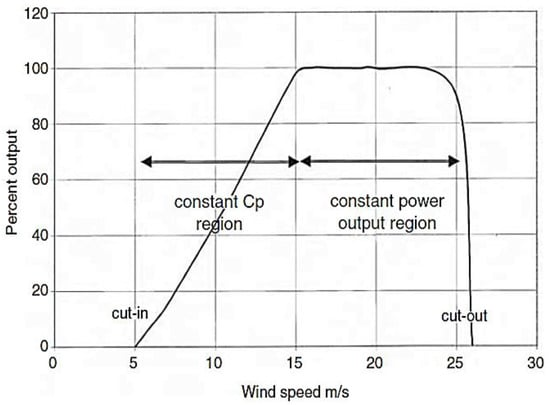 120
100
80
60
40
20
0
Percent output
constant Cp
region
constant power
output region
cut-in
cut-out
0 5 10 15 20 25 30
Wind speed m/s